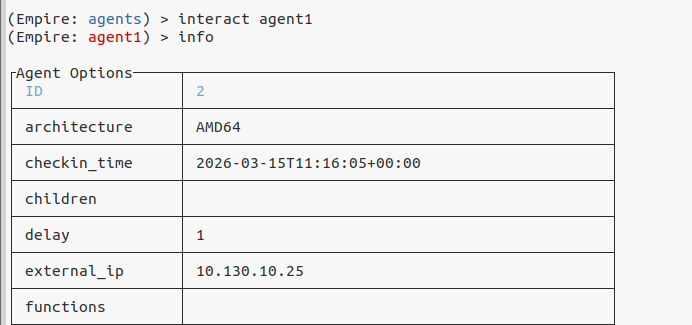 (Empire: agents) > interact agent1
(Empire: agent1) > info
Agent Options
ID 2
architecture AMD64
checkin_time 2026-03-15T11:16:05+00:00
children
delay 1
external_ip 10.130.10.25
functions